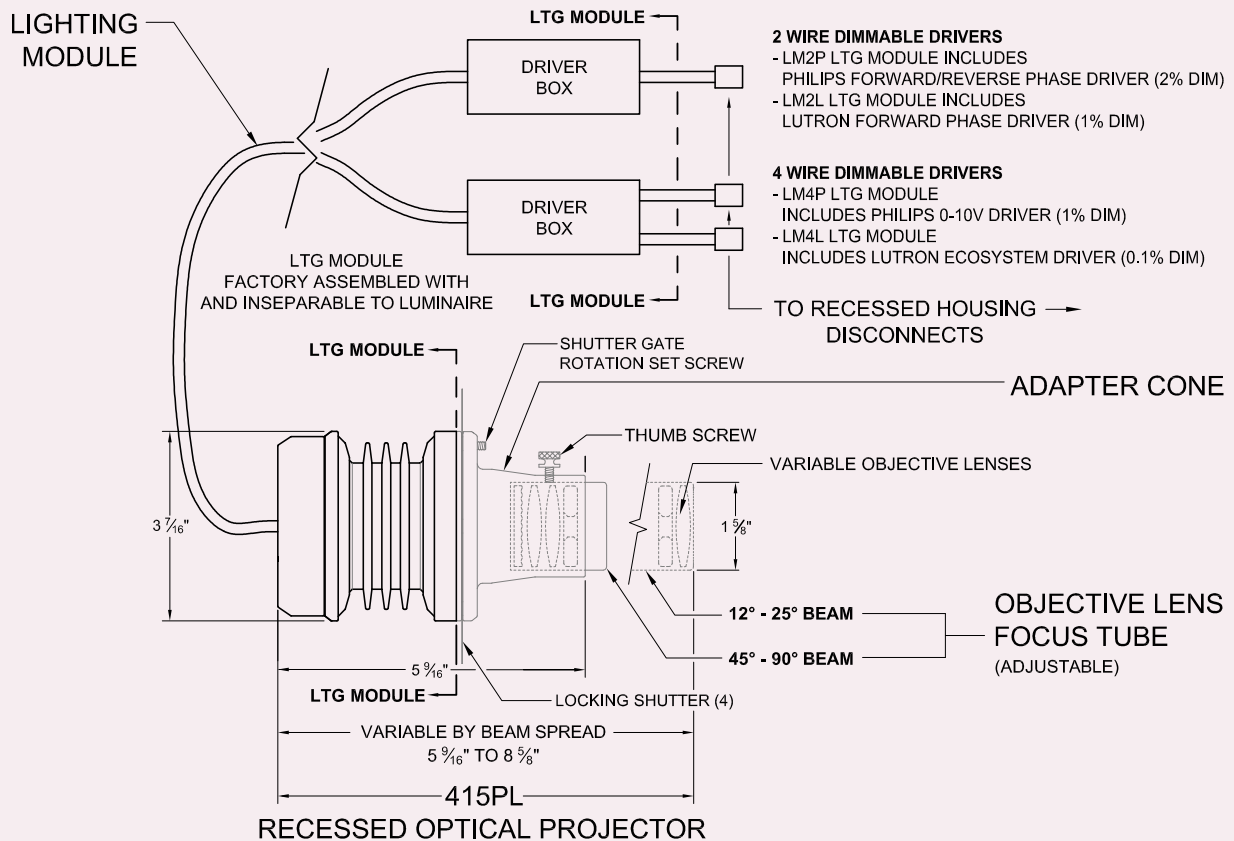 LIGHTING
MODULE
LTG MODULE
DRIVER
BOX
2 WIRE DIMMABLE DRIVERS
- LM2P LTG MODULE INCLUDES
PHILIPS FORWARD/REVERSE PHASE DRIVER (2% DIM)
- LM2L LTG MODULE INCLUDES
LUTRON FORWARD PHASE DRIVER (1% DIM)
DRIVER
BOX
4 WIRE DIMMABLE DRIVERS
- LM4P LTG MODULE
INCLUDES PHILIPS 0-10V DRIVER (1% DIM)
- LM4L LTG MODULE
INCLUDES LUTRON ECOSYSTEM DRIVER (0.1% DIM)
LTG MODULE
FACTORY ASSEMBLED WITH
AND INSEPARABLE TO LUMINAIRE
LTG MODULE
TO RECESSED HOUSING
DISCONNECTS
LTG MODULE
SHUTTER GATE
ROTATION SET SCREW
ADAPTER CONE
THUMB SCREW
VARIABLE OBJECTIVE LENSES
3 7/16"
1 5/8"
12° - 25° BEAM
45° - 90° BEAM
OBJECTIVE LENS
FOCUS TUBE
(ADJUSTABLE)
5 9/16"
LTG MODULE
LOCKING SHUTTER (4)
VARIABLE BY BEAM SPREAD
5 9/16" TO 8 5/8"
415PL
RECESSED OPTICAL PROJECTOR